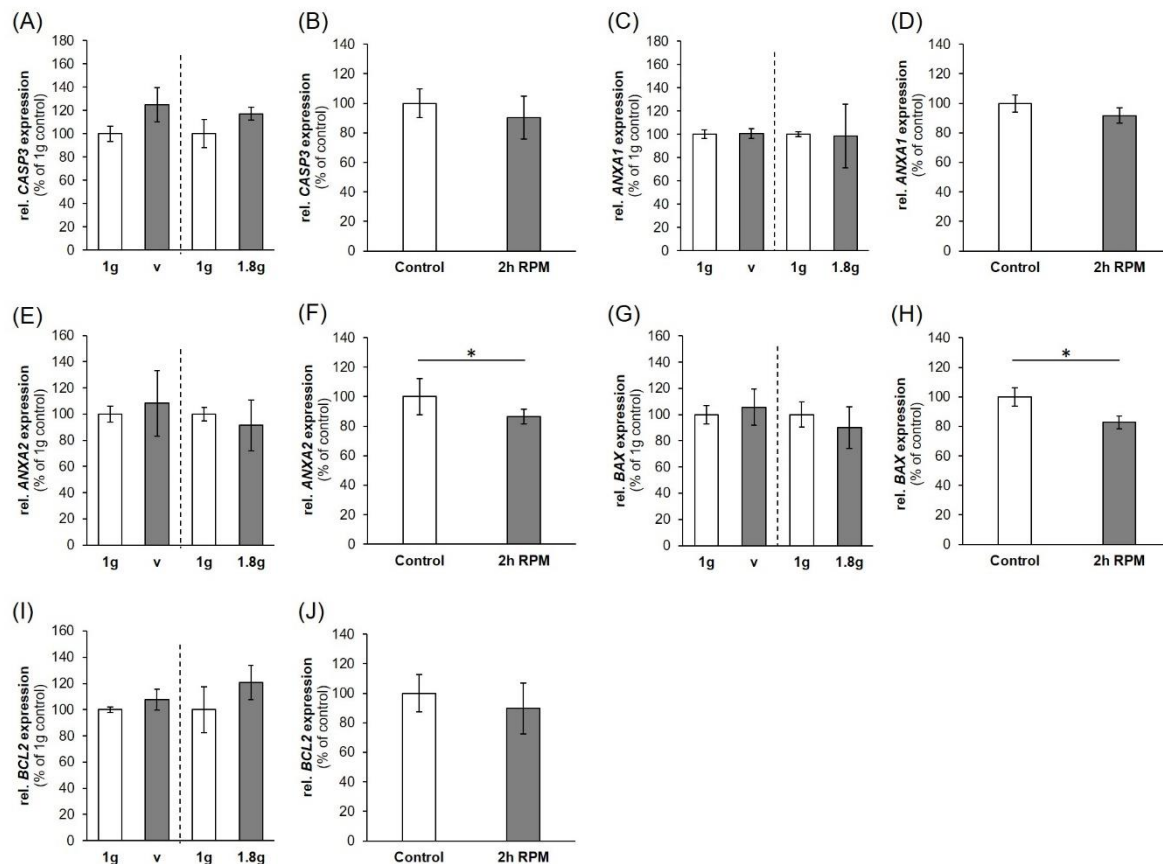 (A)
rel. CASP3 expression
(% of 1g control)
180
160
140
120
100
80
60
40
20
0
1g v 1g 1.8g
(B)
rel. CASP3 expression
(% of control)
140
120
100
80
60
40
20
0
Control 2h RPM
(C)
rel. ANXA1 expression
(% of 1g control)
160
140
120
100
80
60
40
20
0
1g v 1g 1.8g
(D)
rel. ANXA1 expression
(% of control)
140
120
100
80
60
40
20
0
Control 2h RPM
(E)
rel. ANXA2 expression
(% of 1g control)
160
140
120
100
80
60
40
20
0
1g v 1g 1.8g
(F)
rel. ANXA2 expression
(% of control)
140
120
100
80
60
40
20
0
*
Control 2h RPM
(G)
rel. BAX expression
(% of 1g control)
160
140
120
100
80
60
40
20
0
1g v 1g 1.8g
(H)
rel. BAX expression
(% of control)
140
120
100
80
60
40
20
0
*
Control 2h RPM
(I)
rel. BCL2 expression
(% of 1g control)
160
140
120
100
80
60
40
20
0
1g v 1g 1.8g
(J)
rel. BCL2 expression
(% of control)
140
120
100
80
60
40
20
0
Control 2h RPM